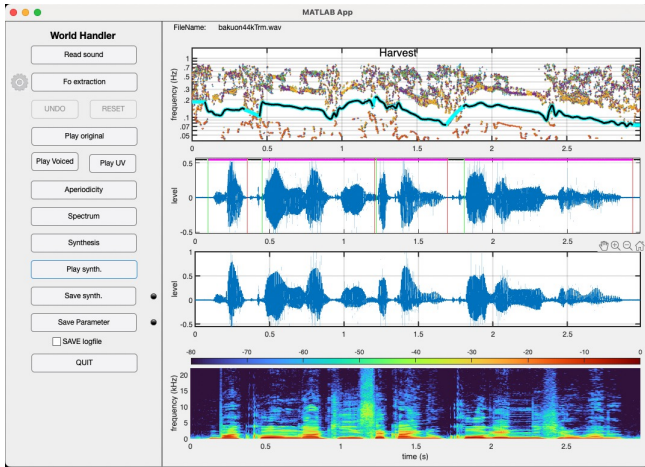 MATLAB App
World Handler
Read sound
Fo extraction
UNDO RESET
Play original
Play Voiced Play UV
Aperiodicity
Spectrum
Synthesis
Play synth.
Save synth.
Save Parameter
SAVE logfile
QUIT
FileName: bakuon44kTrm.wav
Harvest
frequency (Hz)
1
.7
.5
.3
.2
.1
.07
.05
0 0.5 1 1.5 2 2.5
level
0.5
0
-0.5
0 0.5 1 1.5 2 2.5
level
0.5
0
-0.5
0 0.5 1 1.5 2 2.5
-80 -70 -60 -50 -40 -30 -20 -10 0
frequency (kHz)
20
15
10
5
0
0 0.5 1 1.5 2 2.5
time (s)